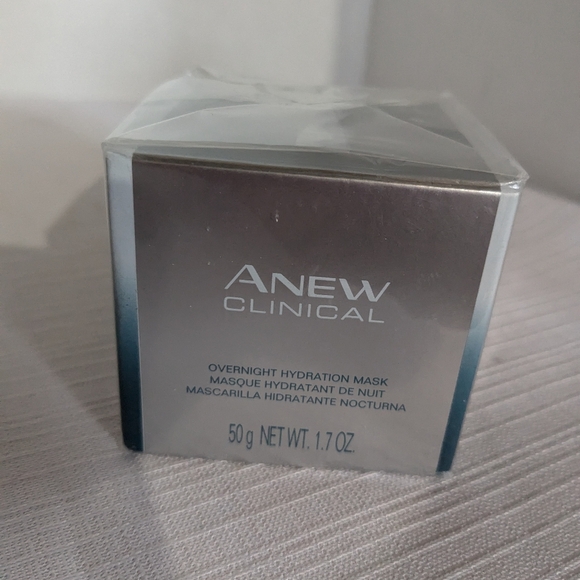 ANEW
CLINICAL
OVERNIGHT HYDRATION MASK
MASQUE HYDRATANT DE NUIT
MASCARILLA HIDRATANTE NOCTURNA
50 g NET WT. 1.7 OZ.